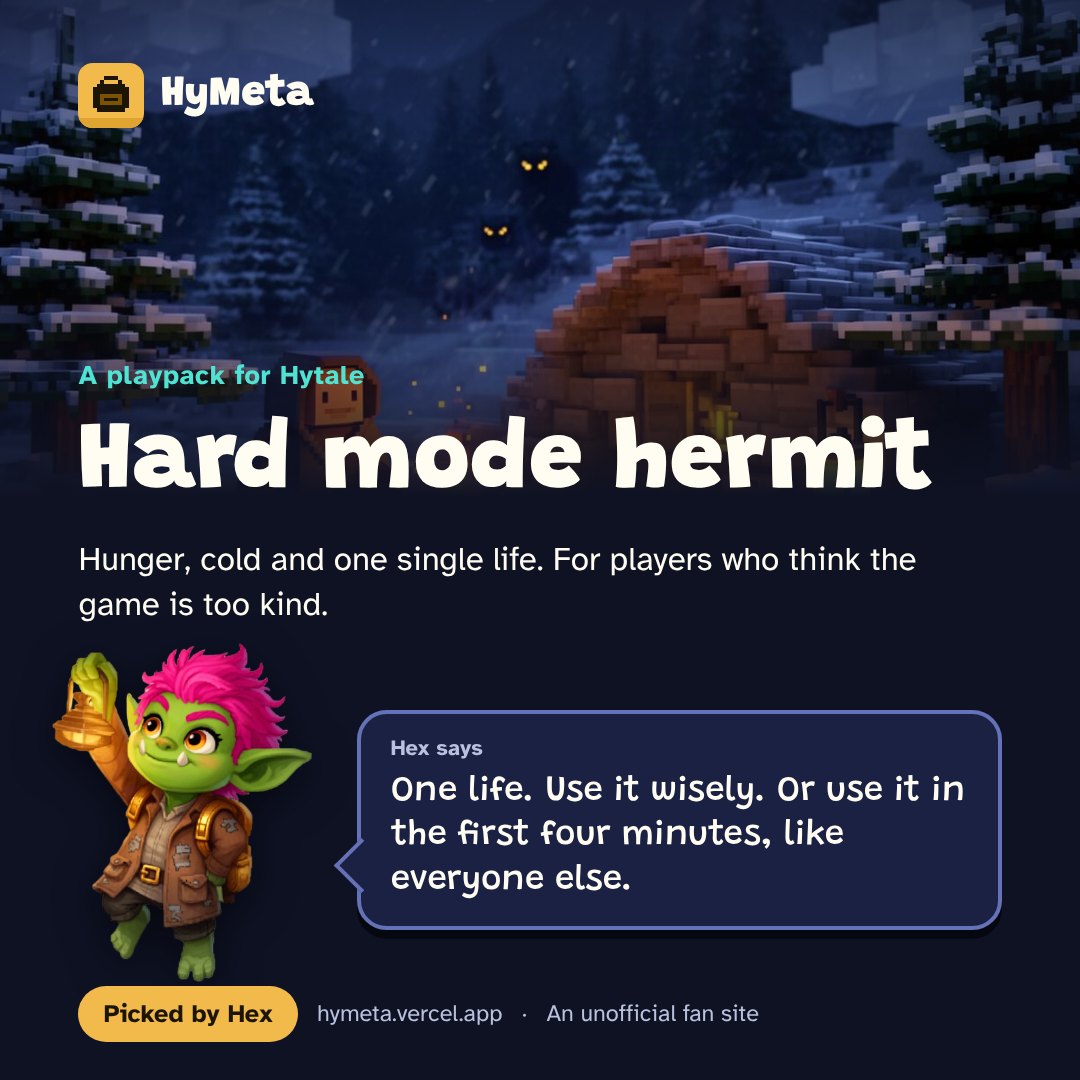 HyMeta
A playpack for Hytale
Hard mode hermit
Hunger, cold and one single life. For players who think the
game is too kind.
Hex says
One life. Use it wisely. Or use it in
the first four minutes, like
everyone else.
Picked by Hex
hymeta.vercel.app · An unofficial fan site